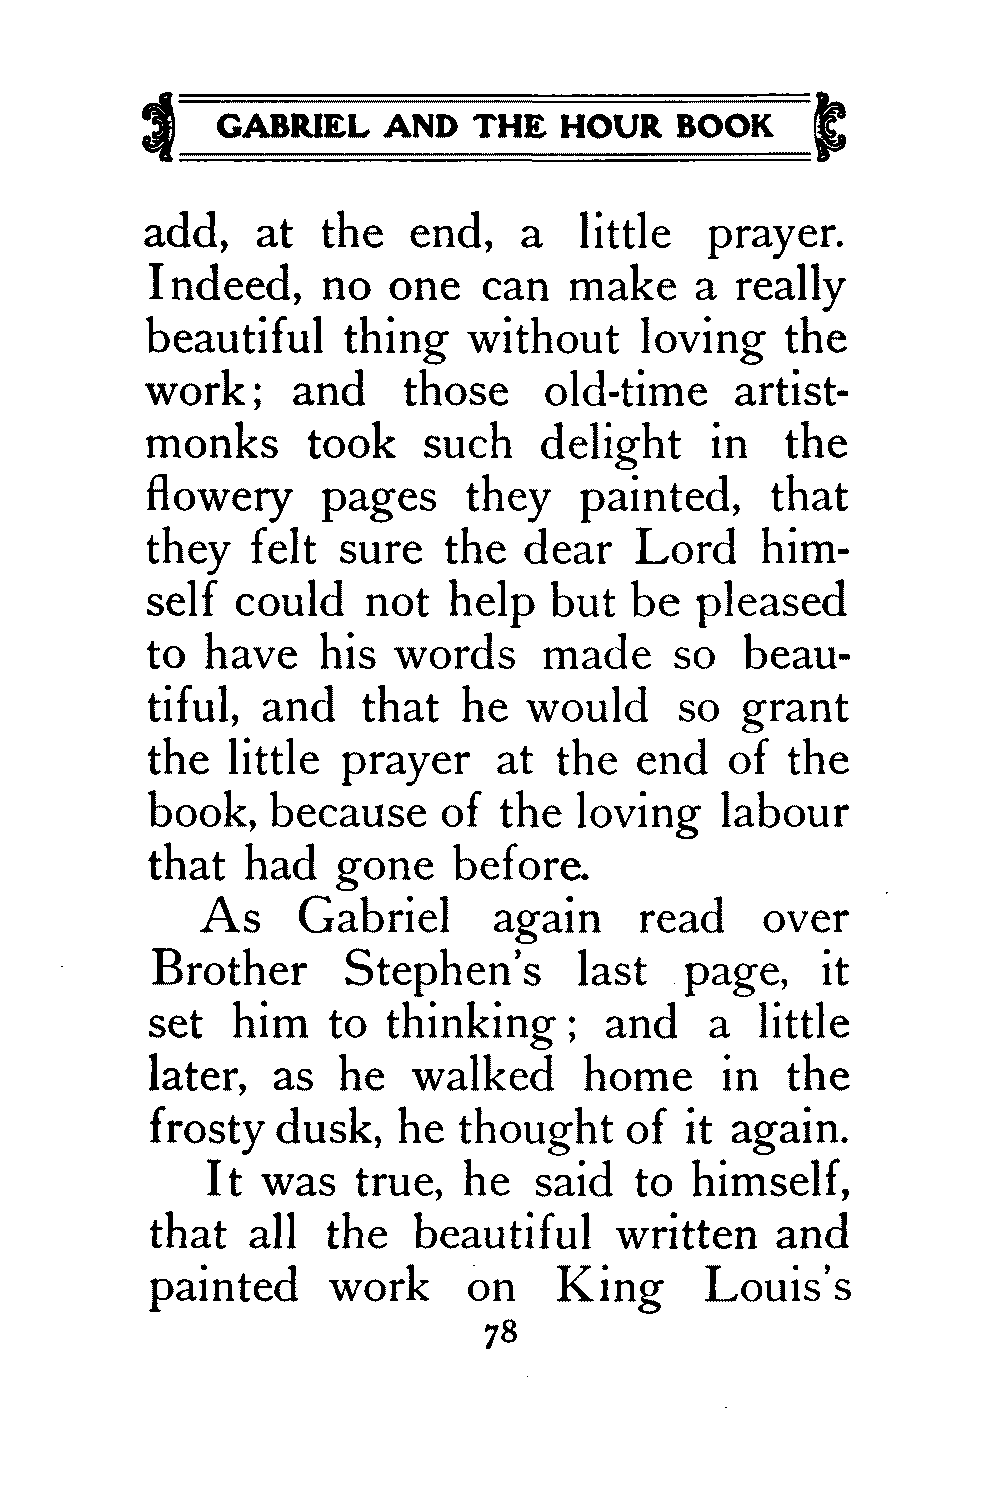 GABRIEL AND THE HOUR BOOK
add, at the end, a little prayer.
Indeed, no one can make a really
beautiful thing without loving the
work; and those old-time artist-
monks took such delight in the
flowery pages they painted, that
they felt sure the dear Lord him-
self could not help but be pleased
to have his words made so beau-
tiful, and that he would so grant
the little prayer at the end of the
book, because of the loving labour
that had gone before.
As Gabriel again read over
Brother Stephen's last page, it
set him to thinking; and a little
later, as he walked home in the
frosty dusk, he thought of it again.
It was true, he said to himself,
that all the beautiful written and
painted work on King Louis's
78